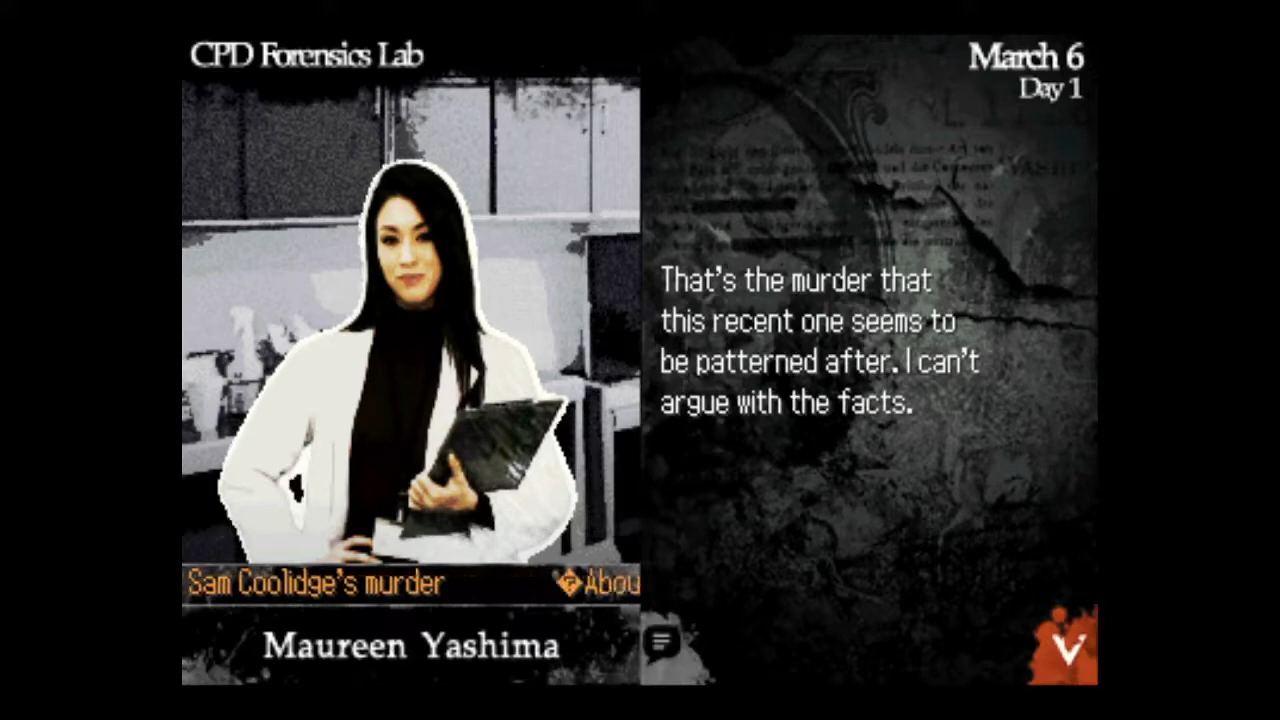 CPD Forensics Lab
March 6
Day 1
That's the murder that
this recent one seems to
be patterned after. I can't
argue with the facts.
Sam Coolidge's murder
?Abou
Maureen Yashima